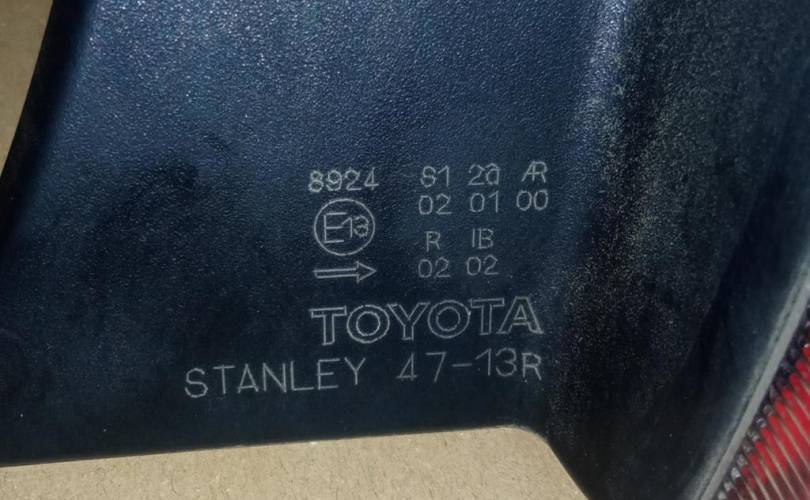 8924 S1 2a AR
02 01 00
E13
R IB
02 02
TOYOTA
STANLEY 47-13R